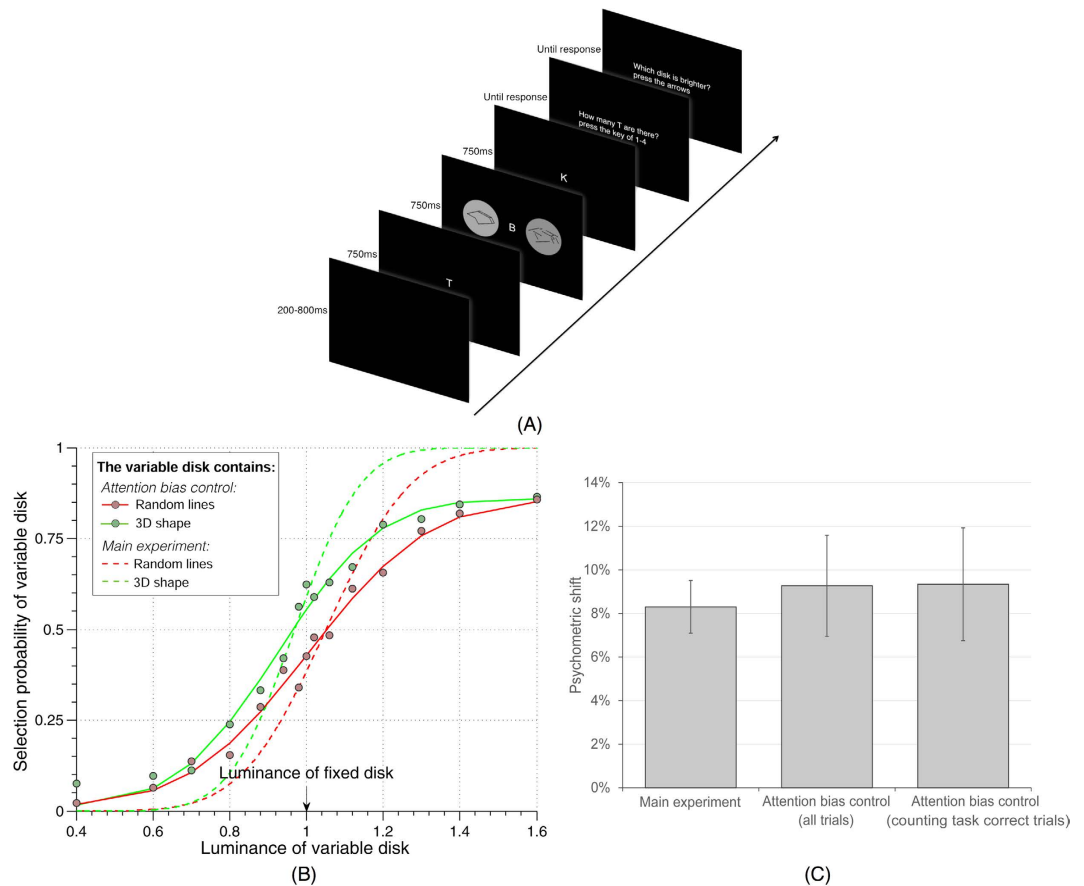 Until response
Which disk is brighter?
press the arrows
Until response
How many T are there?
press the key of 1-4
750ms
K
750ms
B
750ms
T
200-800ms
(A)
Selection probability of variable disk
1
0.75
0.5
0.25
0
The variable disk contains:
Attention bias control:
Random lines
3D shape
Main experiment:
Random lines
3D shape
Luminance of fixed disk
0.4
0.6
0.8
1
1.2
1.4
1.6
Luminance of variable disk
(B)
Psychometric shift
14%
12%
10%
8%
6%
4%
2%
0%
Main experiment
Attention bias control
(all trials)
Attention bias control
(counting task correct trials)
(C)